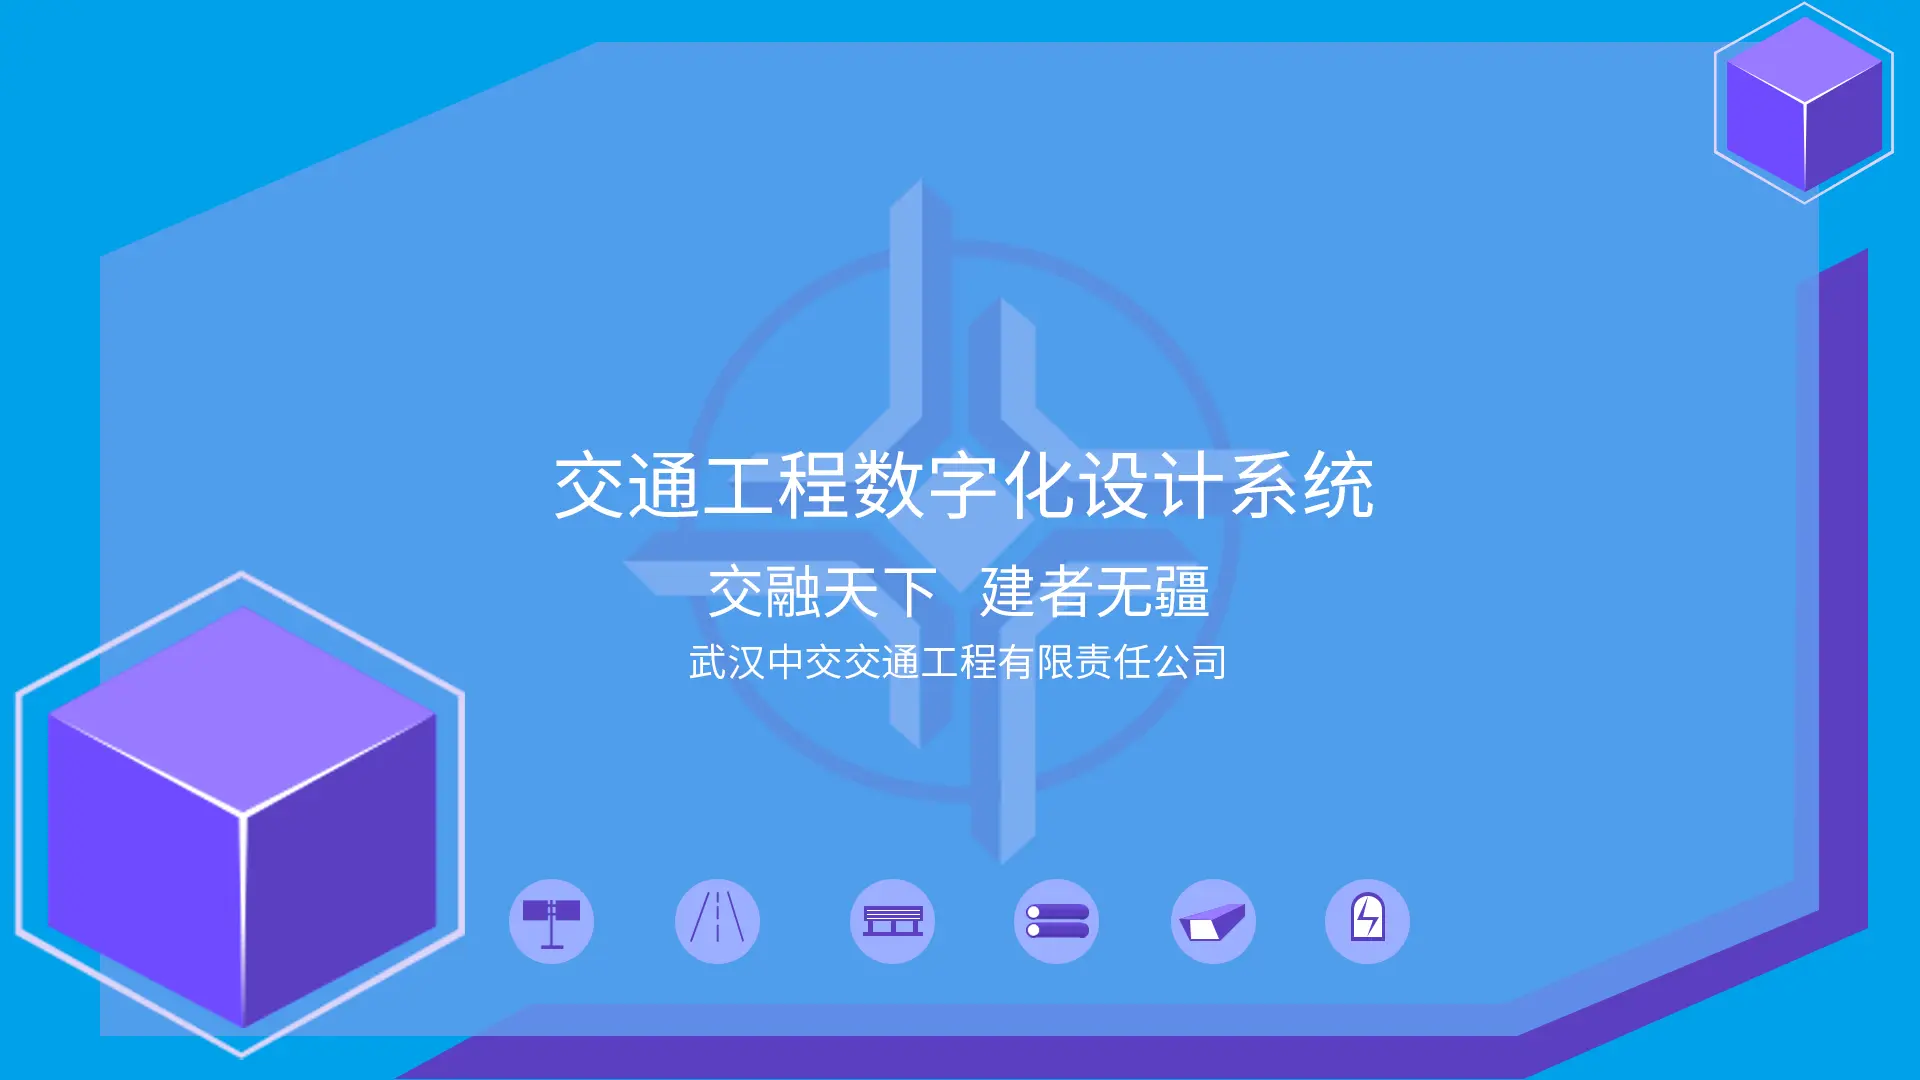 交通工程数字化设计系统
交融天下 建者无疆
武汉中交交通工程有限责任公司